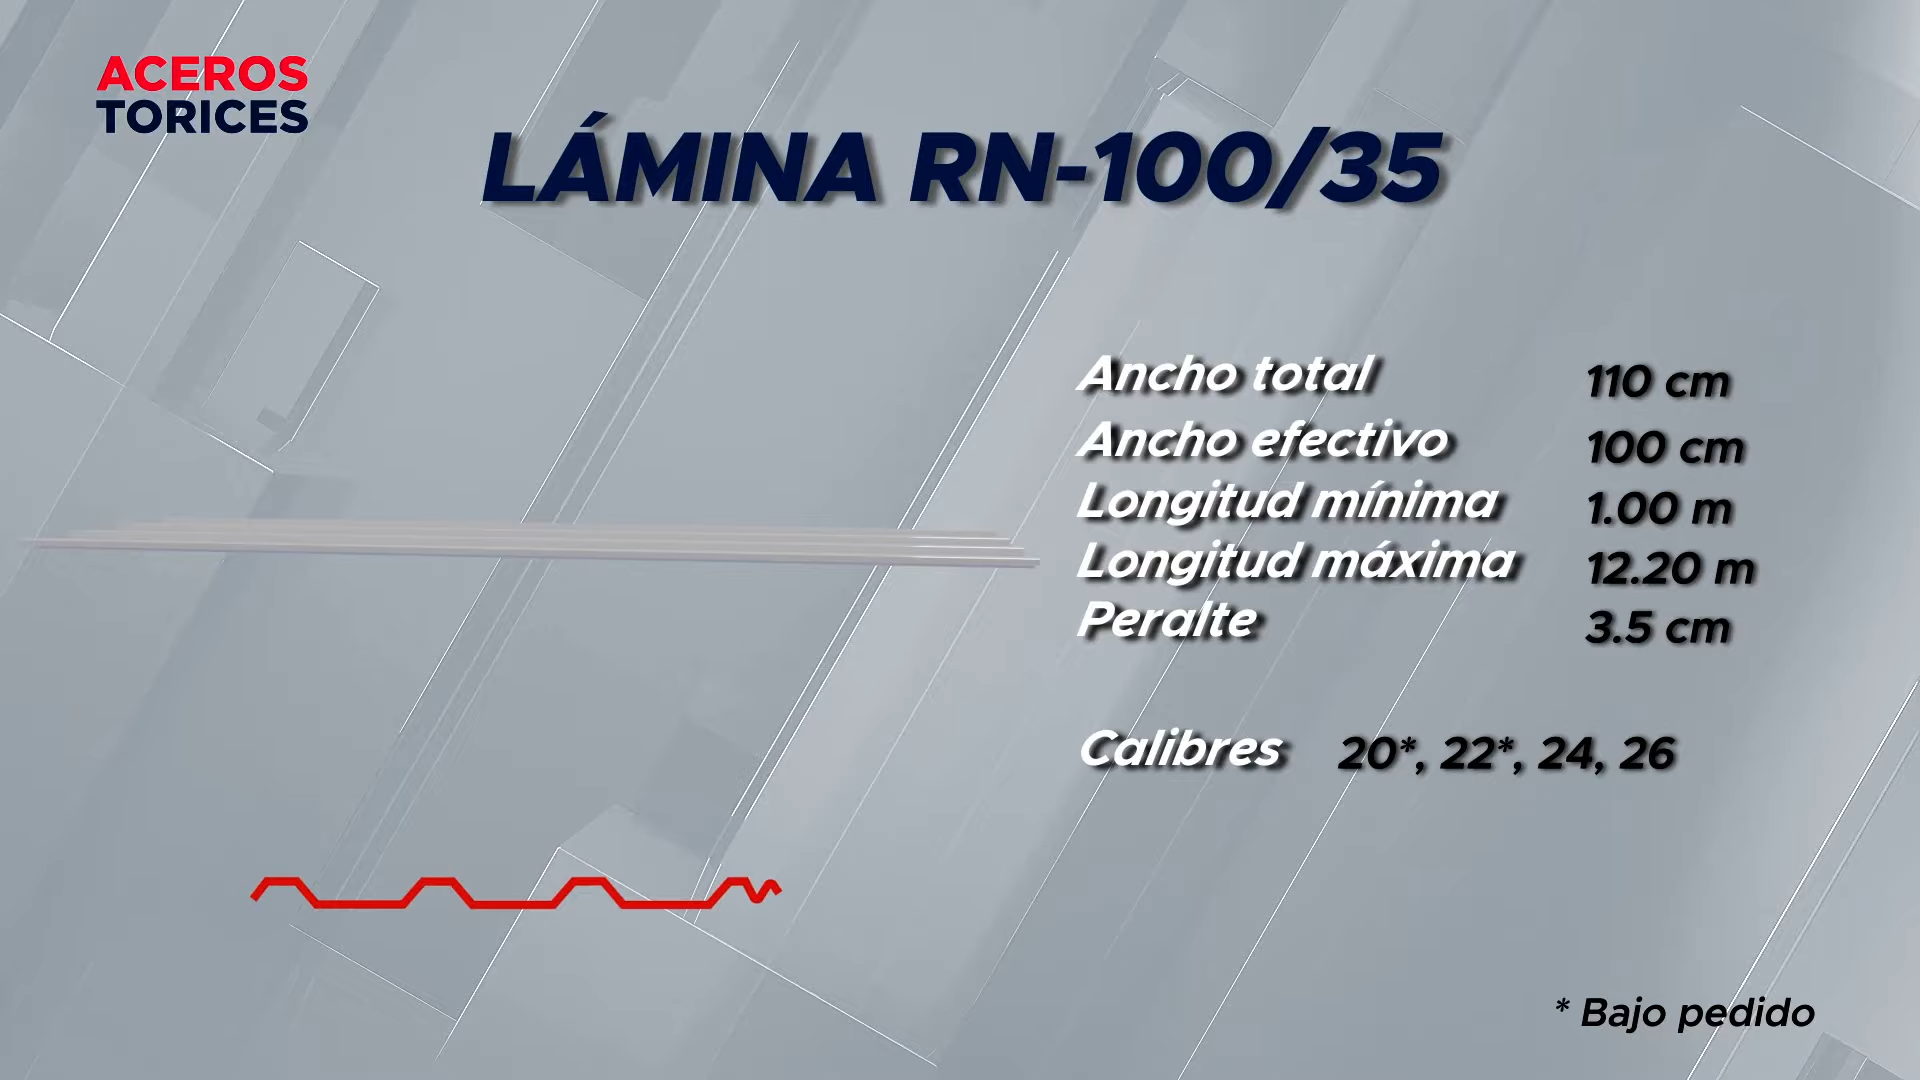 ACEROS
TORICES
LÁMINA RN-100/35
Ancho total 110 cm
Ancho efectivo 100 cm
Longitud mínima 1.00 m
Longitud máxima 12.20 m
Peralte 3.5 cm
Calibres 20*, 22*, 24, 26
* Bajo pedido